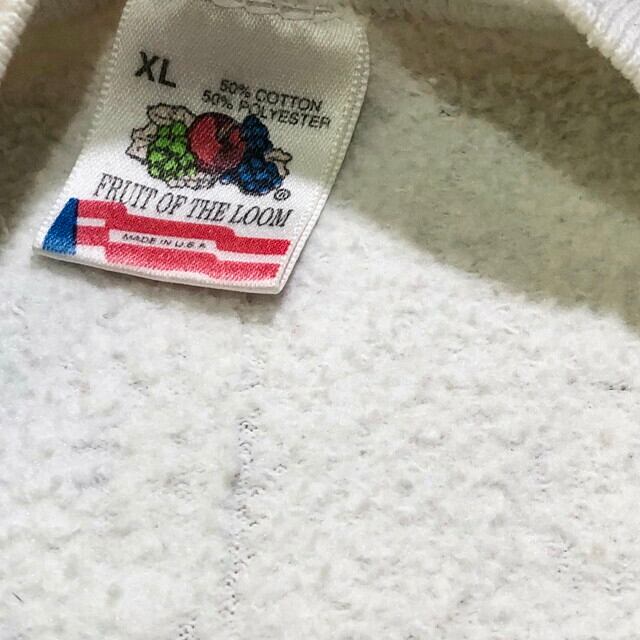 XL
50% COTTON
50% POLYESTER
FRUIT OF THE LOOM ®
MADE IN U.S.A.